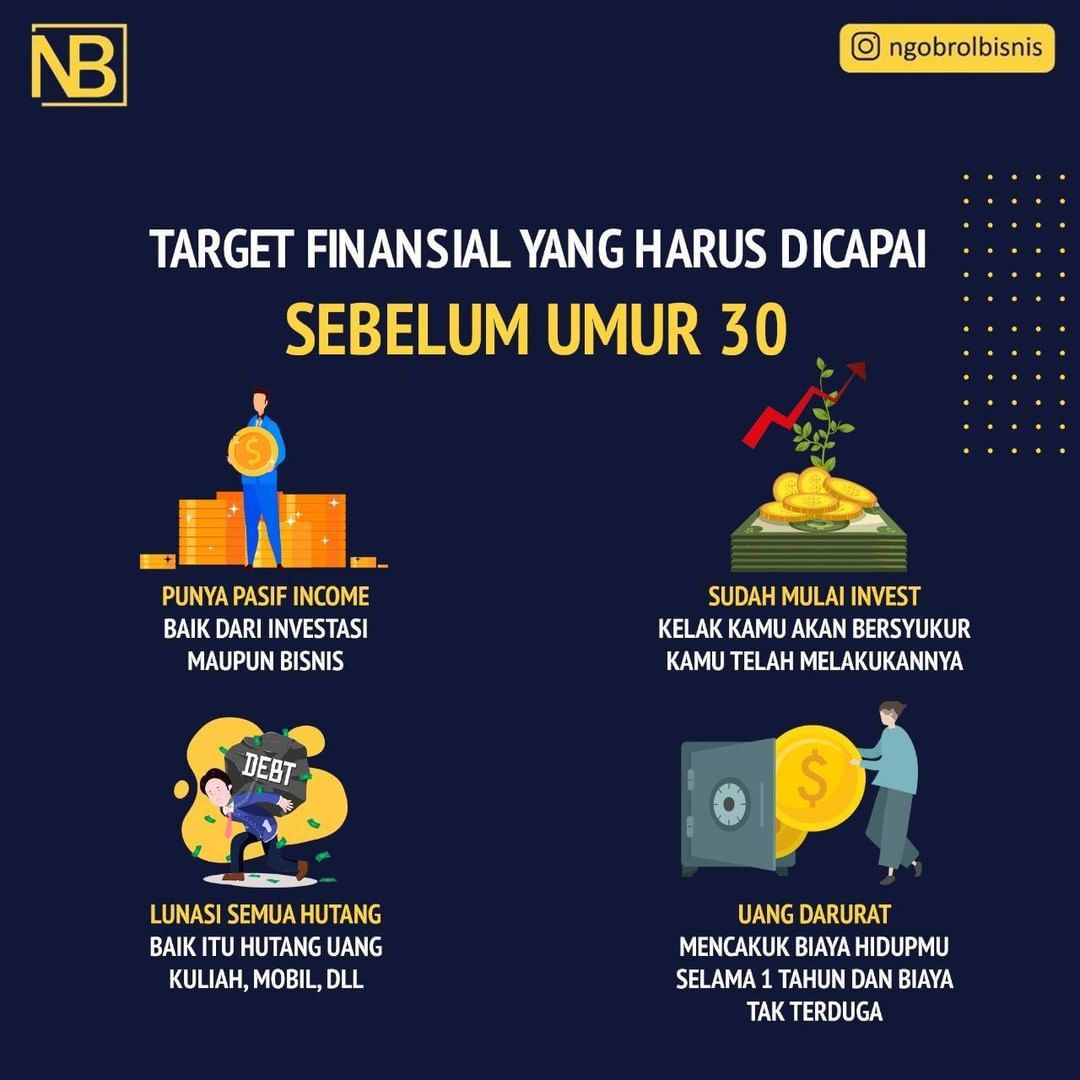 NB
ngobrolbisnis
TARGET FINANSIAL YANG HARUS DICAPAI
SEBELUM UMUR 30
PUNYA PASIF INCOME
BAIK DARI INVESTASI
MAUPUN BISNIS
SUDAH MULAI INVEST
KELAK KAMU AKAN BERSYUKUR
KAMU TELAH MELAKUKANNYA
DEBT
LUNASI SEMUA HUTANG
BAIK ITU HUTANG UANG
KULIAH, MOBIL, DLL
UANG DARURAT
MENCAKUK BIAYA HIDUPMU
SELAMA 1 TAHUN DAN BIAYA
TAK TERDUGA